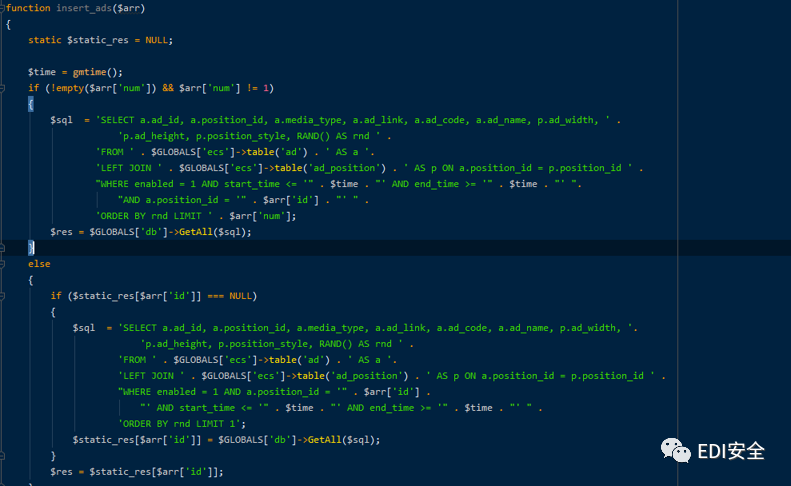 function insert_ads($arr)
{
static $static_res = NULL;
$time = gmtime();
if (!empty($arr['num']) && $arr['num'] != 1)
{
$sql = 'SELECT a.ad_id, a.position_id, a.media_type, a.ad_link, a.ad_code, a.ad_name, p.ad_width, ' .
'p.ad_height, p.position_style, RAND() AS rnd ' .
'FROM ' . $GLOBALS['ecs']->table('ad') . ' AS a '.
'LEFT JOIN ' . $GLOBALS['ecs']->table('ad_position') . ' AS p ON a.position_id = p.position_id ' .
"WHERE enabled = 1 AND start_time <= '" . $time . "' AND end_time >= '" . $time . "' ".
"AND a.position_id = '" . $arr['id'] . "' " .
'ORDER BY rnd LIMIT ' . $arr['num'];
$res = $GLOBALS['db']->GetAll($sql);
}
else
{
if ($static_res[$arr['id']] === NULL)
{
$sql = 'SELECT a.ad_id, a.position_id, a.media_type, a.ad_link, a.ad_code, a.ad_name, p.ad_width, '.
'p.ad_height, p.position_style, RAND() AS rnd ' .
'FROM ' . $GLOBALS['ecs']->table('ad') . ' AS a '.
'LEFT JOIN ' . $GLOBALS['ecs']->table('ad_position') . ' AS p ON a.position_id = p.position_id ' .
"WHERE enabled = 1 AND a.position_id = '" . $arr['id'] .
"' AND start_time <= '" . $time . "' AND end_time >= '" . $time . "' " .
'ORDER BY rnd LIMIT 1';
$static_res[$arr['id']] = $GLOBALS['db']->GetAll($sql);
}
$res = $static_res[$arr['id']];
EDI安全